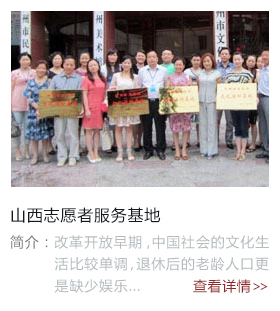 州市民
州美术
州市文化
山西志愿者服务基地
简介：改革开放早期,中国社会的文化生
活比较单调,退休后的老龄人口更
是缺少娱乐... 查看详情>>